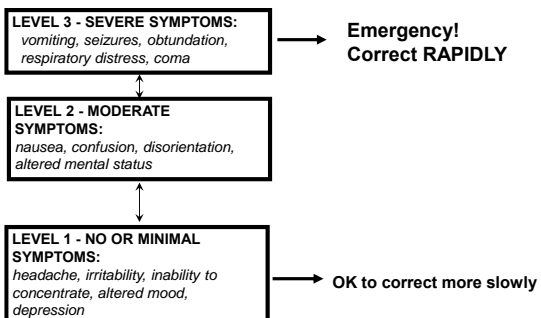 LEVEL 3 - SEVERE SYMPTOMS:
vomiting, seizures, obtundation,
respiratory distress, coma
Emergency!
Correct RAPIDLY
LEVEL 2 - MODERATE
SYMPTOMS:
nausea, confusion, disorientation,
altered mental status
LEVEL 1 - NO OR MINIMAL
SYMPTOMS:
headache, irritability, inability to
concentrate, altered mood,
depression
OK to correct more slowly